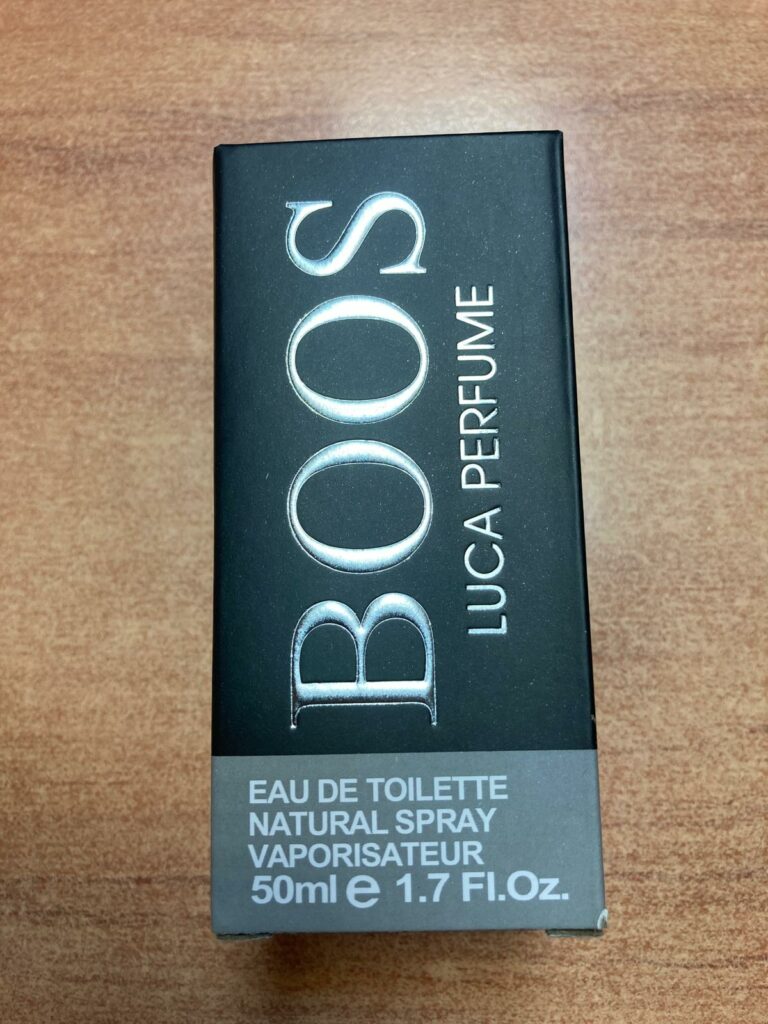 BOOS
LUCA PERFUME
EAU DE TOILETTE
NATURAL SPRAY
VAPORISATEUR
50ml e 1.7 Fl.Oz.